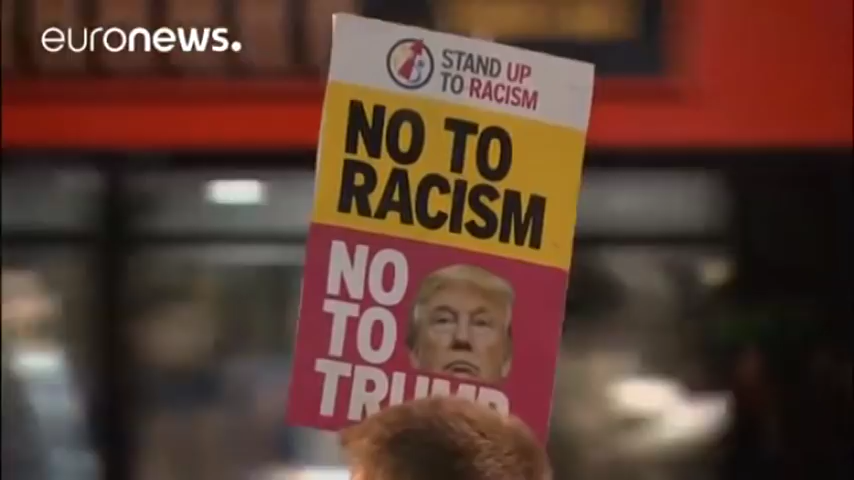 euronews.
STAND UP
TO RACISM
NO TO
RACISM
NO
TO
TRUMP